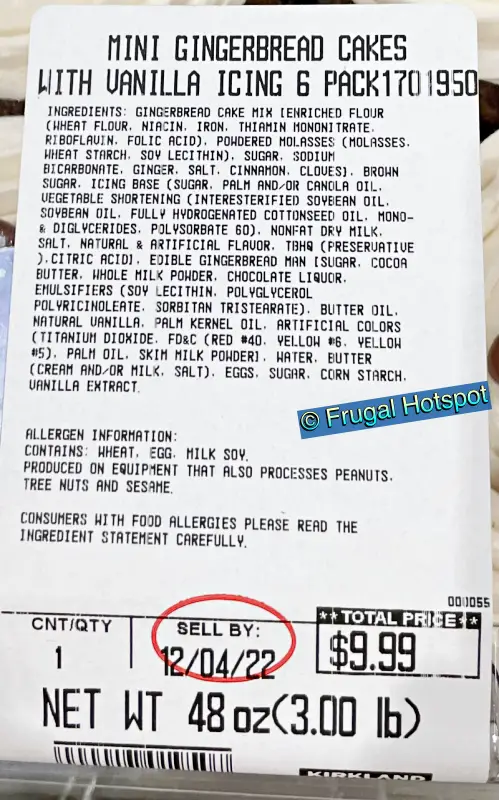 MINI GINGERBREAD CAKES
WITH VANILLA ICING 6 PACK1701950
INGREDIENTS: GINGERBREAD CAKE MIX [ENRICHED FLOUR
(WHEAT FLOUR, NIACIN, IRON, THIAMIN MONONITRATE,
RIBOFLAVIN, FOLIC ACID), POWDERED MOLASSES (MOLASSES,
WHEAT STARCH, SOY LECITHIN), SUGAR, SODIUM
BICARBONATE, GINGER, SALT, CINNAMON, CLOVES], BROWN
SUGAR, ICING BASE (SUGAR, PALM AND/OR CANOLA OIL,
VEGETABLE SHORTENING (INTERESTERIFIED SOYBEAN OIL,
SOYBEAN OIL, FULLY HYDROGENATED COTTONSEED OIL, MONO-
& DIGLYCERIDES, POLYSORBATE 60), NONFAT DRY MILK,
SALT, NATURAL & ARTIFICIAL FLAVOR, TBHQ (PRESERVATIVE
),CITRIC ACID), EDIBLE GINGERBREAD MAN [SUGAR, COCOA
BUTTER, WHOLE MILK POWDER, CHOCOLATE LIQUOR,
EMULSIFIERS (SOY LECITHIN, POLYGLYCEROL
POLYRICINOLEATE, SORBITAN TRISTEARATE), BUTTER OIL,
NATURAL VANILLA, PALM KERNEL OIL, ARTIFICIAL COLORS
(TITANIUM DIOXIDE, FD&C (RED #40, YELLOW #6, YELLOW
#5), PALM OIL, SKIM MILK POWDER], WATER, BUTTER
(CREAM AND/OR MILK, SALT), EGGS, SUGAR, CORN STARCH,
VANILLA EXTRACT.
© Frugal Hotspot
ALLERGEN INFORMATION:
CONTAINS: WHEAT, EGG, MILK SOY.
PRODUCED ON EQUIPMENT THAT ALSO PROCESSES PEANUTS,
TREE NUTS AND SESAME.
CONSUMERS WITH FOOD ALLERGIES PLEASE READ THE
INGREDIENT STATEMENT CAREFULLY.
000055
CNT/QTY
1
SELL BY:
12/04/22
**TOTAL PRICE**
$9.99
NET WT 48 oz(3.00 lb)
KIRKLAND